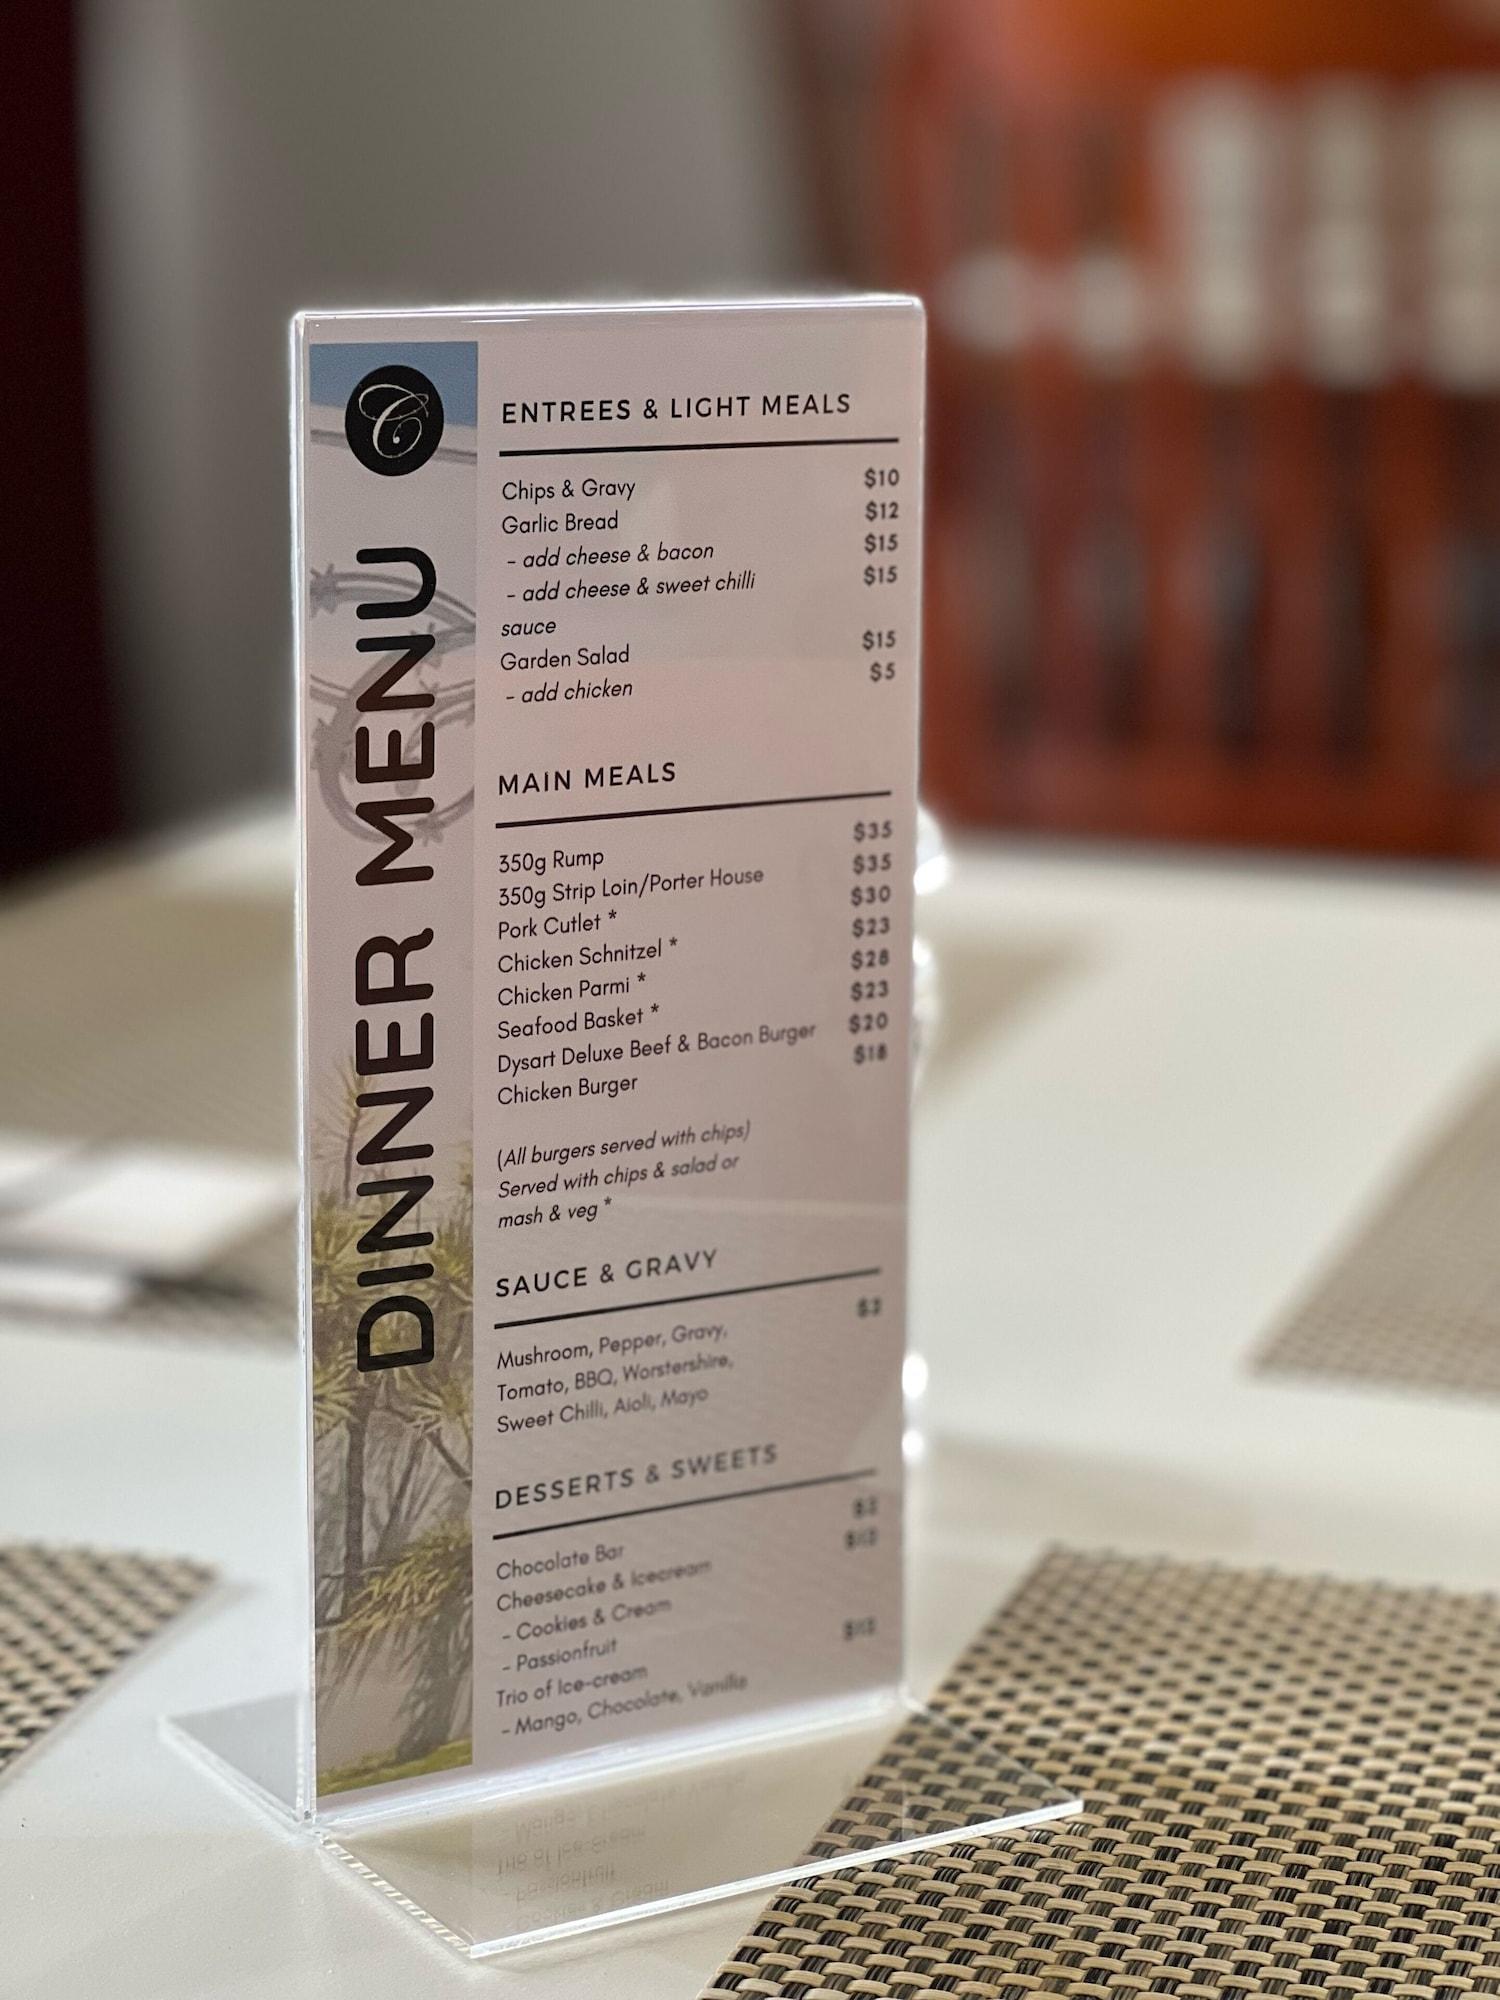 C
DINNER MENU
ENTREES & LIGHT MEALS
Chips & Gravy $10
Garlic Bread $12
- add cheese & bacon $15
- add cheese & sweet chilli $15
sauce
Garden Salad $15
- add chicken $5
MAIN MEALS
350g Rump $35
350g Strip Loin/Porter House $35
Pork Cutlet * $30
Chicken Schnitzel * $23
Chicken Parmi * $28
Seafood Basket * $23
Dysart Deluxe Beef & Bacon Burger $20
Chicken Burger $18
(All burgers served with chips)
Served with chips & salad or
mash & veg *
SAUCE & GRAVY
Mushroom, Pepper, Gravy,
Tomato, BBQ, Worstershire,
Sweet Chilli, Aioli, Mayo
DESSERTS & SWEETS
Chocolate Bar
Cheesecake & Icecream
- Cookies & Cream
- Passionfruit
Trio of Ice-cream
- Mango, Chocolate, Vanilla